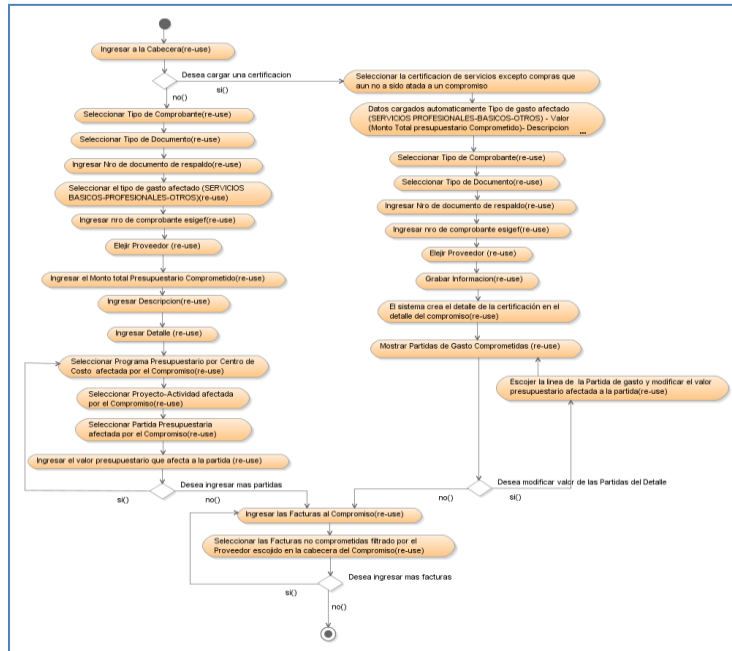 Ingresar a la Cabecera(re-use)
Desea cargar una certificacion
si()
no()
Seleccionar la certificacion de servicios excepto compras que
aun no a sido atada a un compromiso
Datos cargados automaticamente Tipo de gasto afectado
(SERVICIOS PROFESIONALES-BASICOS-OTROS) - Valor
(Monto Total presupuestario Comprometido)- Descripcion
...
Seleccionar Tipo de Comprobante(re-use)
Seleccionar Tipo de Documento(re-use)
Ingresar Nro de documento de respaldo(re-use)
Ingresar nro de comprobante esigef(re-use)
Elejir Proveedor (re-use)
Grabar Informacion(re-use)
El sistema crea el detalle de la certificación en el
detalle del compromiso(re-use)
Mostrar Partidas de Gasto Comprometidas (re-use)
Escojer la linea de la Partida de gasto y modificar el valor
presupuestario afectada a la partida(re-use)
Desea modificar valor de las Partidas del Detalle
no()
si()
Seleccionar Tipo de Comprobante(re-use)
Seleccionar Tipo de Documento(re-use)
Ingresar Nro de documento de respaldo(re-use)
Seleccionar el tipo de gasto afectado (SERVICIOS
BASICOS-PROFESIONALES-OTROS)(re-use)
Ingresar nro de comprobante esigef(re-use)
Elejir Proveedor (re-use)
Ingresar el Monto total Presupuestario Comprometido(re-use)
Ingresar Descripcion(re-use)
Ingresar Detalle (re-use)
Seleccionar Programa Presupuestario por Centro de
Costo afectada por el Compromiso(re-use)
Seleccionar Proyecto-Actividad afectada
por el Compromiso(re-use)
Seleccionar Partida Presupuestaria
afectada por el Compromiso(re-use)
Ingresar el valor presupuestario que afecta a la partida (re-use)
Desea ingresar mas partidas
si()
no()
Ingresar las Facturas al Compromiso(re-use)
Seleccionar las Facturas no comprometidas filtrado por el
Proveedor escojido en la cabecera del Compromiso(re-use)
Desea ingresar mas facturas
si()
no()